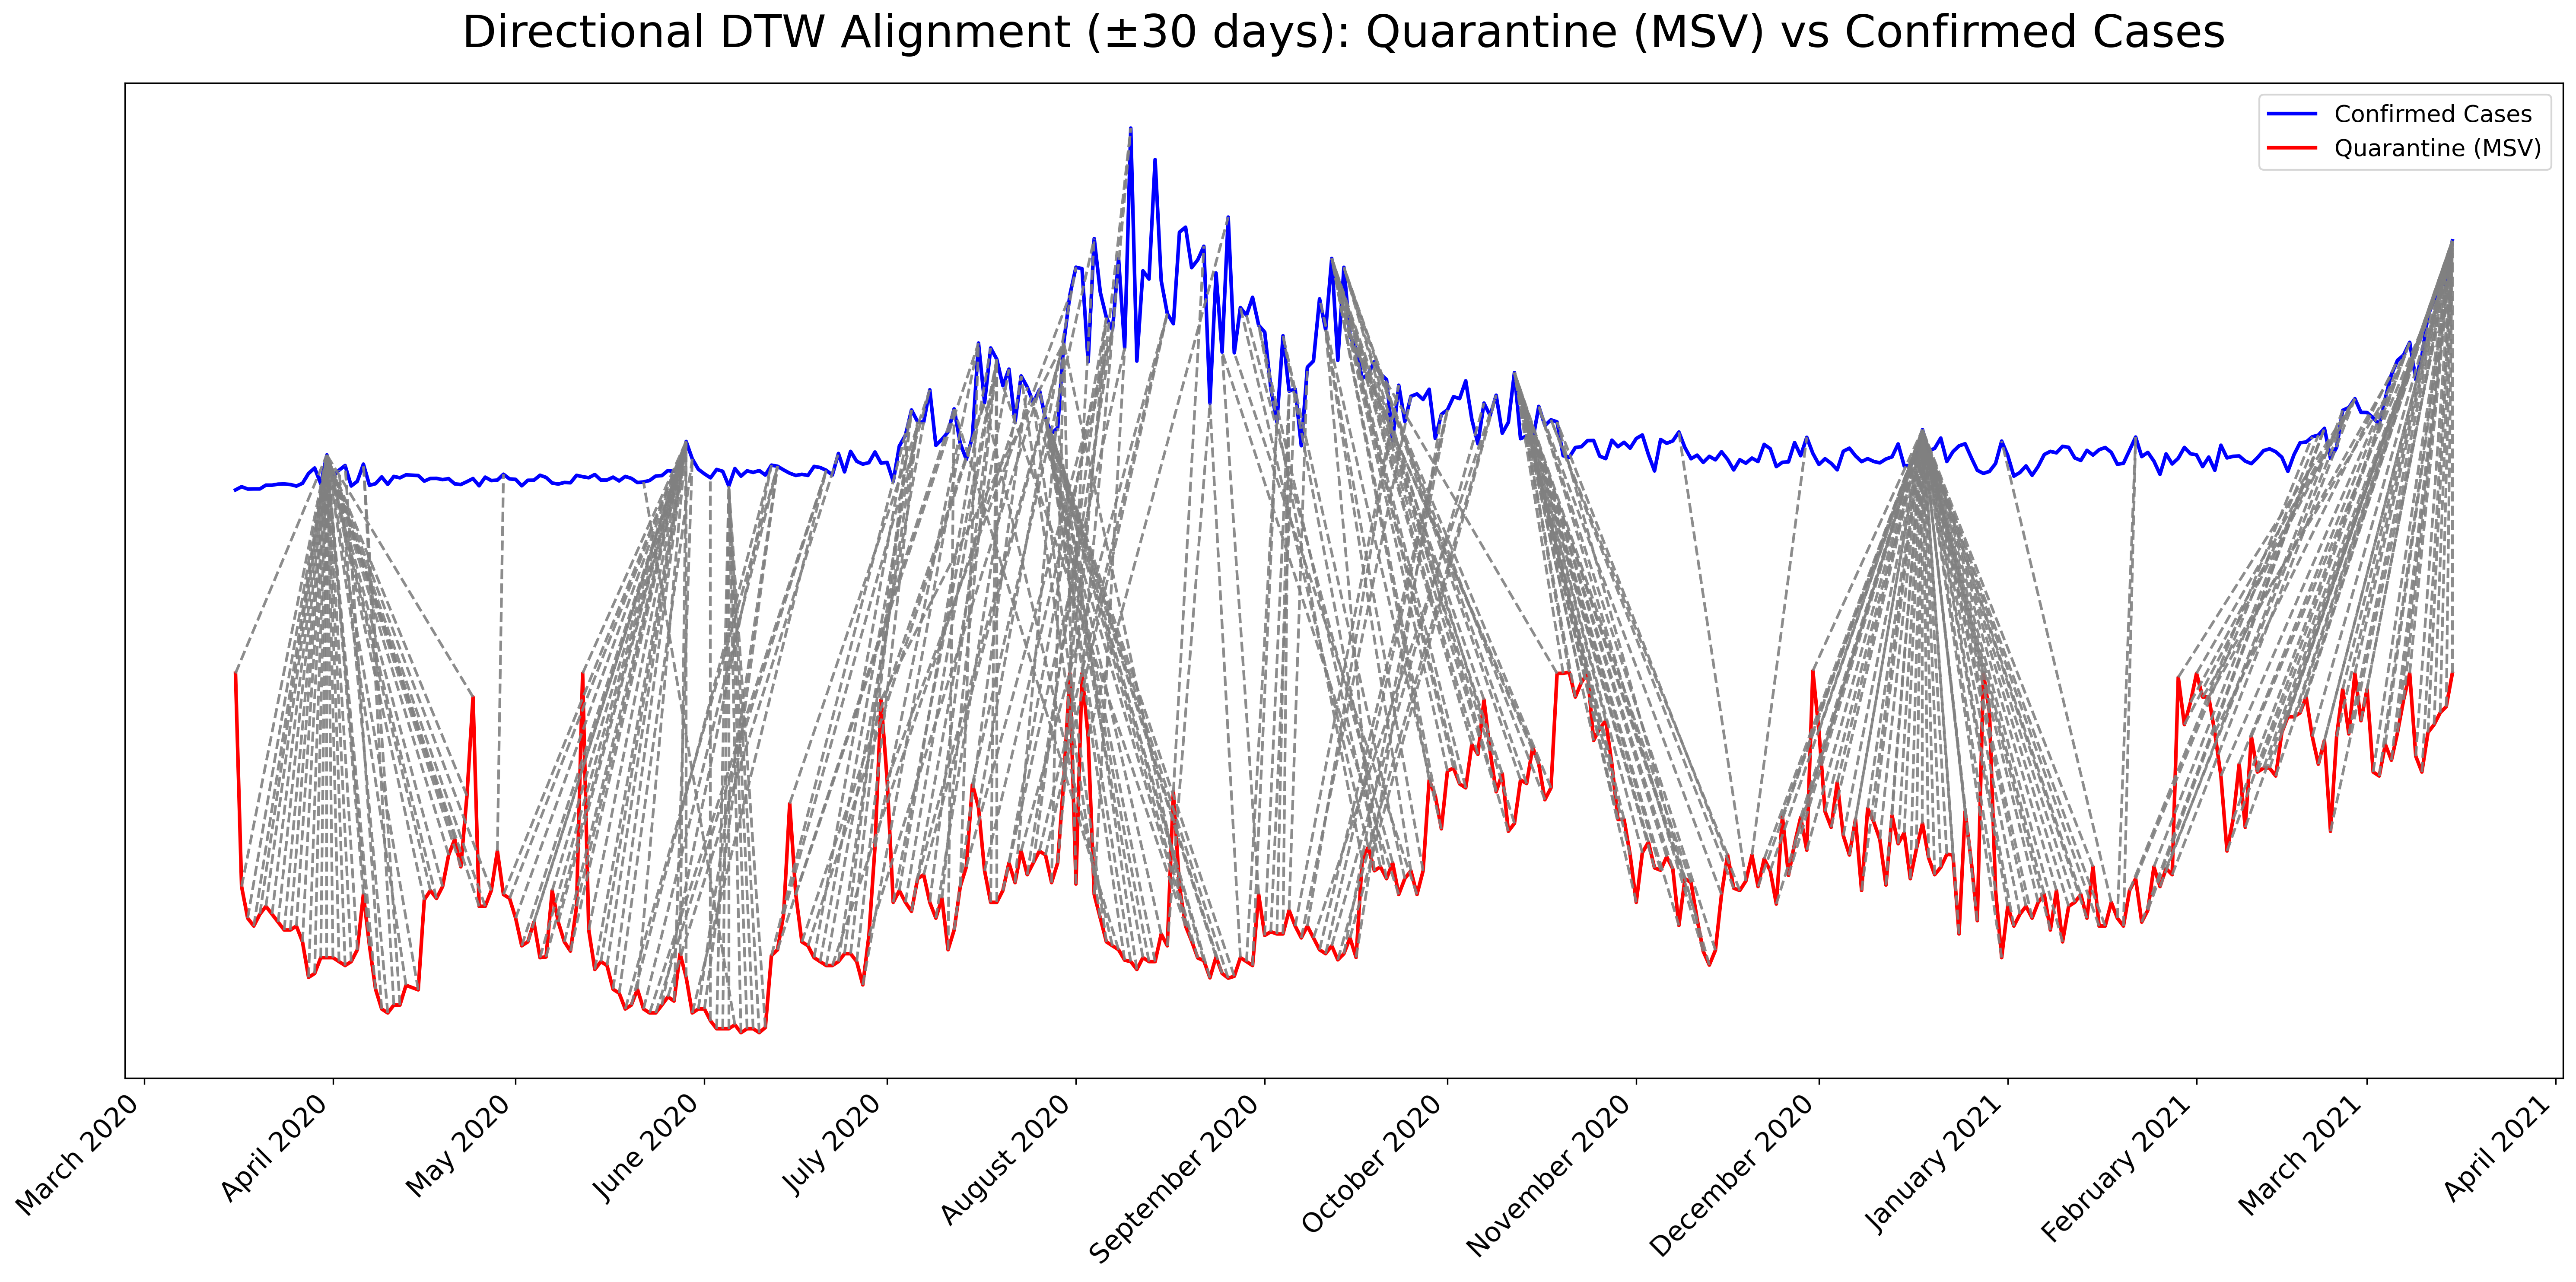 Directional DTW Alignment (±30 days): Quarantine (MSV) vs Confirmed Cases
Confirmed Cases
Quarantine (MSV)
March 2020
April 2020
May 2020
June 2020
July 2020
August 2020
September 2020
October 2020
November 2020
December 2020
January 2021
February 2021
March 2021
April 2021